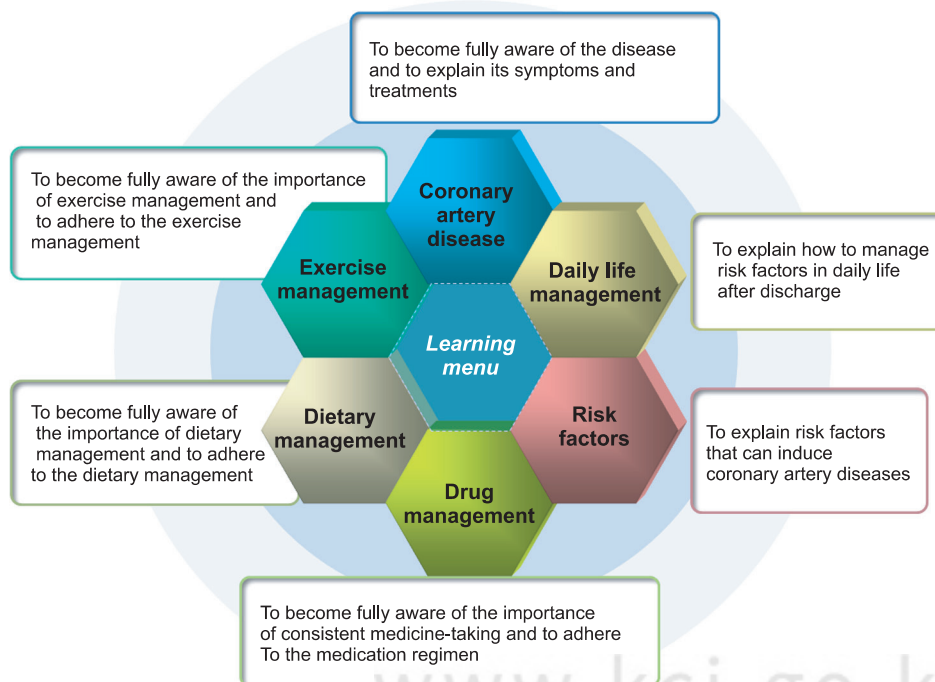 To become fully aware of the disease
and to explain its symptoms and
treatments
To become fully aware of the importance
of exercise management and
to adhere to the exercise
management
Coronary
artery
disease
Exercise
management
Daily life
management
To explain how to manage
risk factors in daily life
after discharge
Learning
menu
To become fully aware of
the importance of dietary
management and to adhere
to the dietary management
Dietary
management
Risk
factors
To explain risk factors
that can induce
coronary artery diseases
Drug
management
To become fully aware of the importance
of consistent medicine-taking and to adhere
To the medication regimen